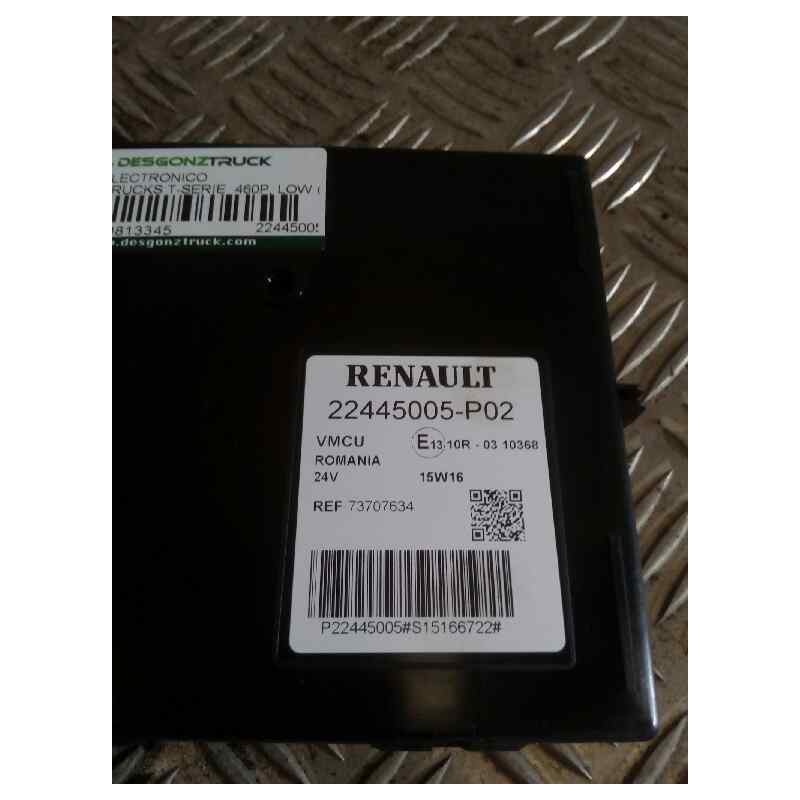 DESGONZTRUCK
LECTRONICO
RUCKS T-SERIE 460P LOW
813345
22445005
.desgonztruck.com
RENAULT
22445005-P02
VMCU E13 10R - 03 10368
ROMANIA
24V 15W16
REF 73707634
P22445005#S15166722#